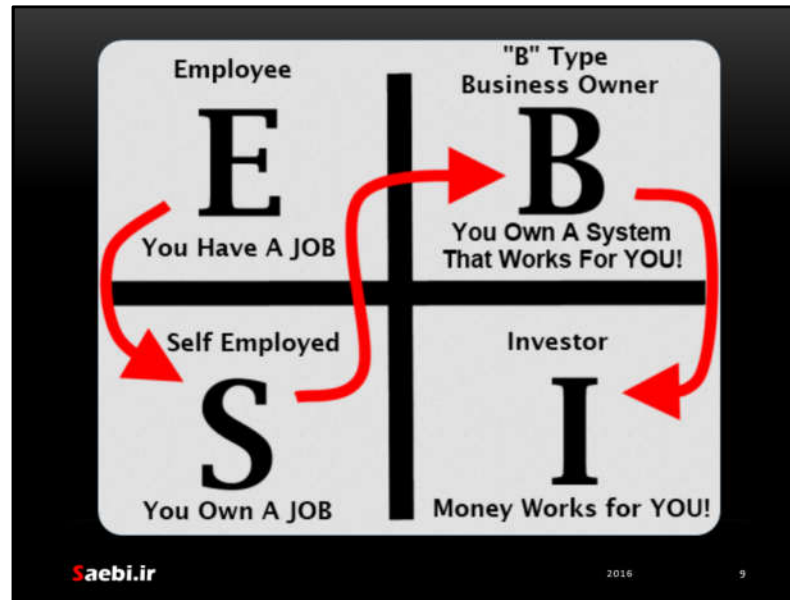 Employee
E
You Have A JOB
"B" Type
Business Owner
B
You Own A System
That Works For YOU!
Self Employed
S
You Own A JOB
Investor
I
Money Works for YOU!
Saebi.ir
2016
9